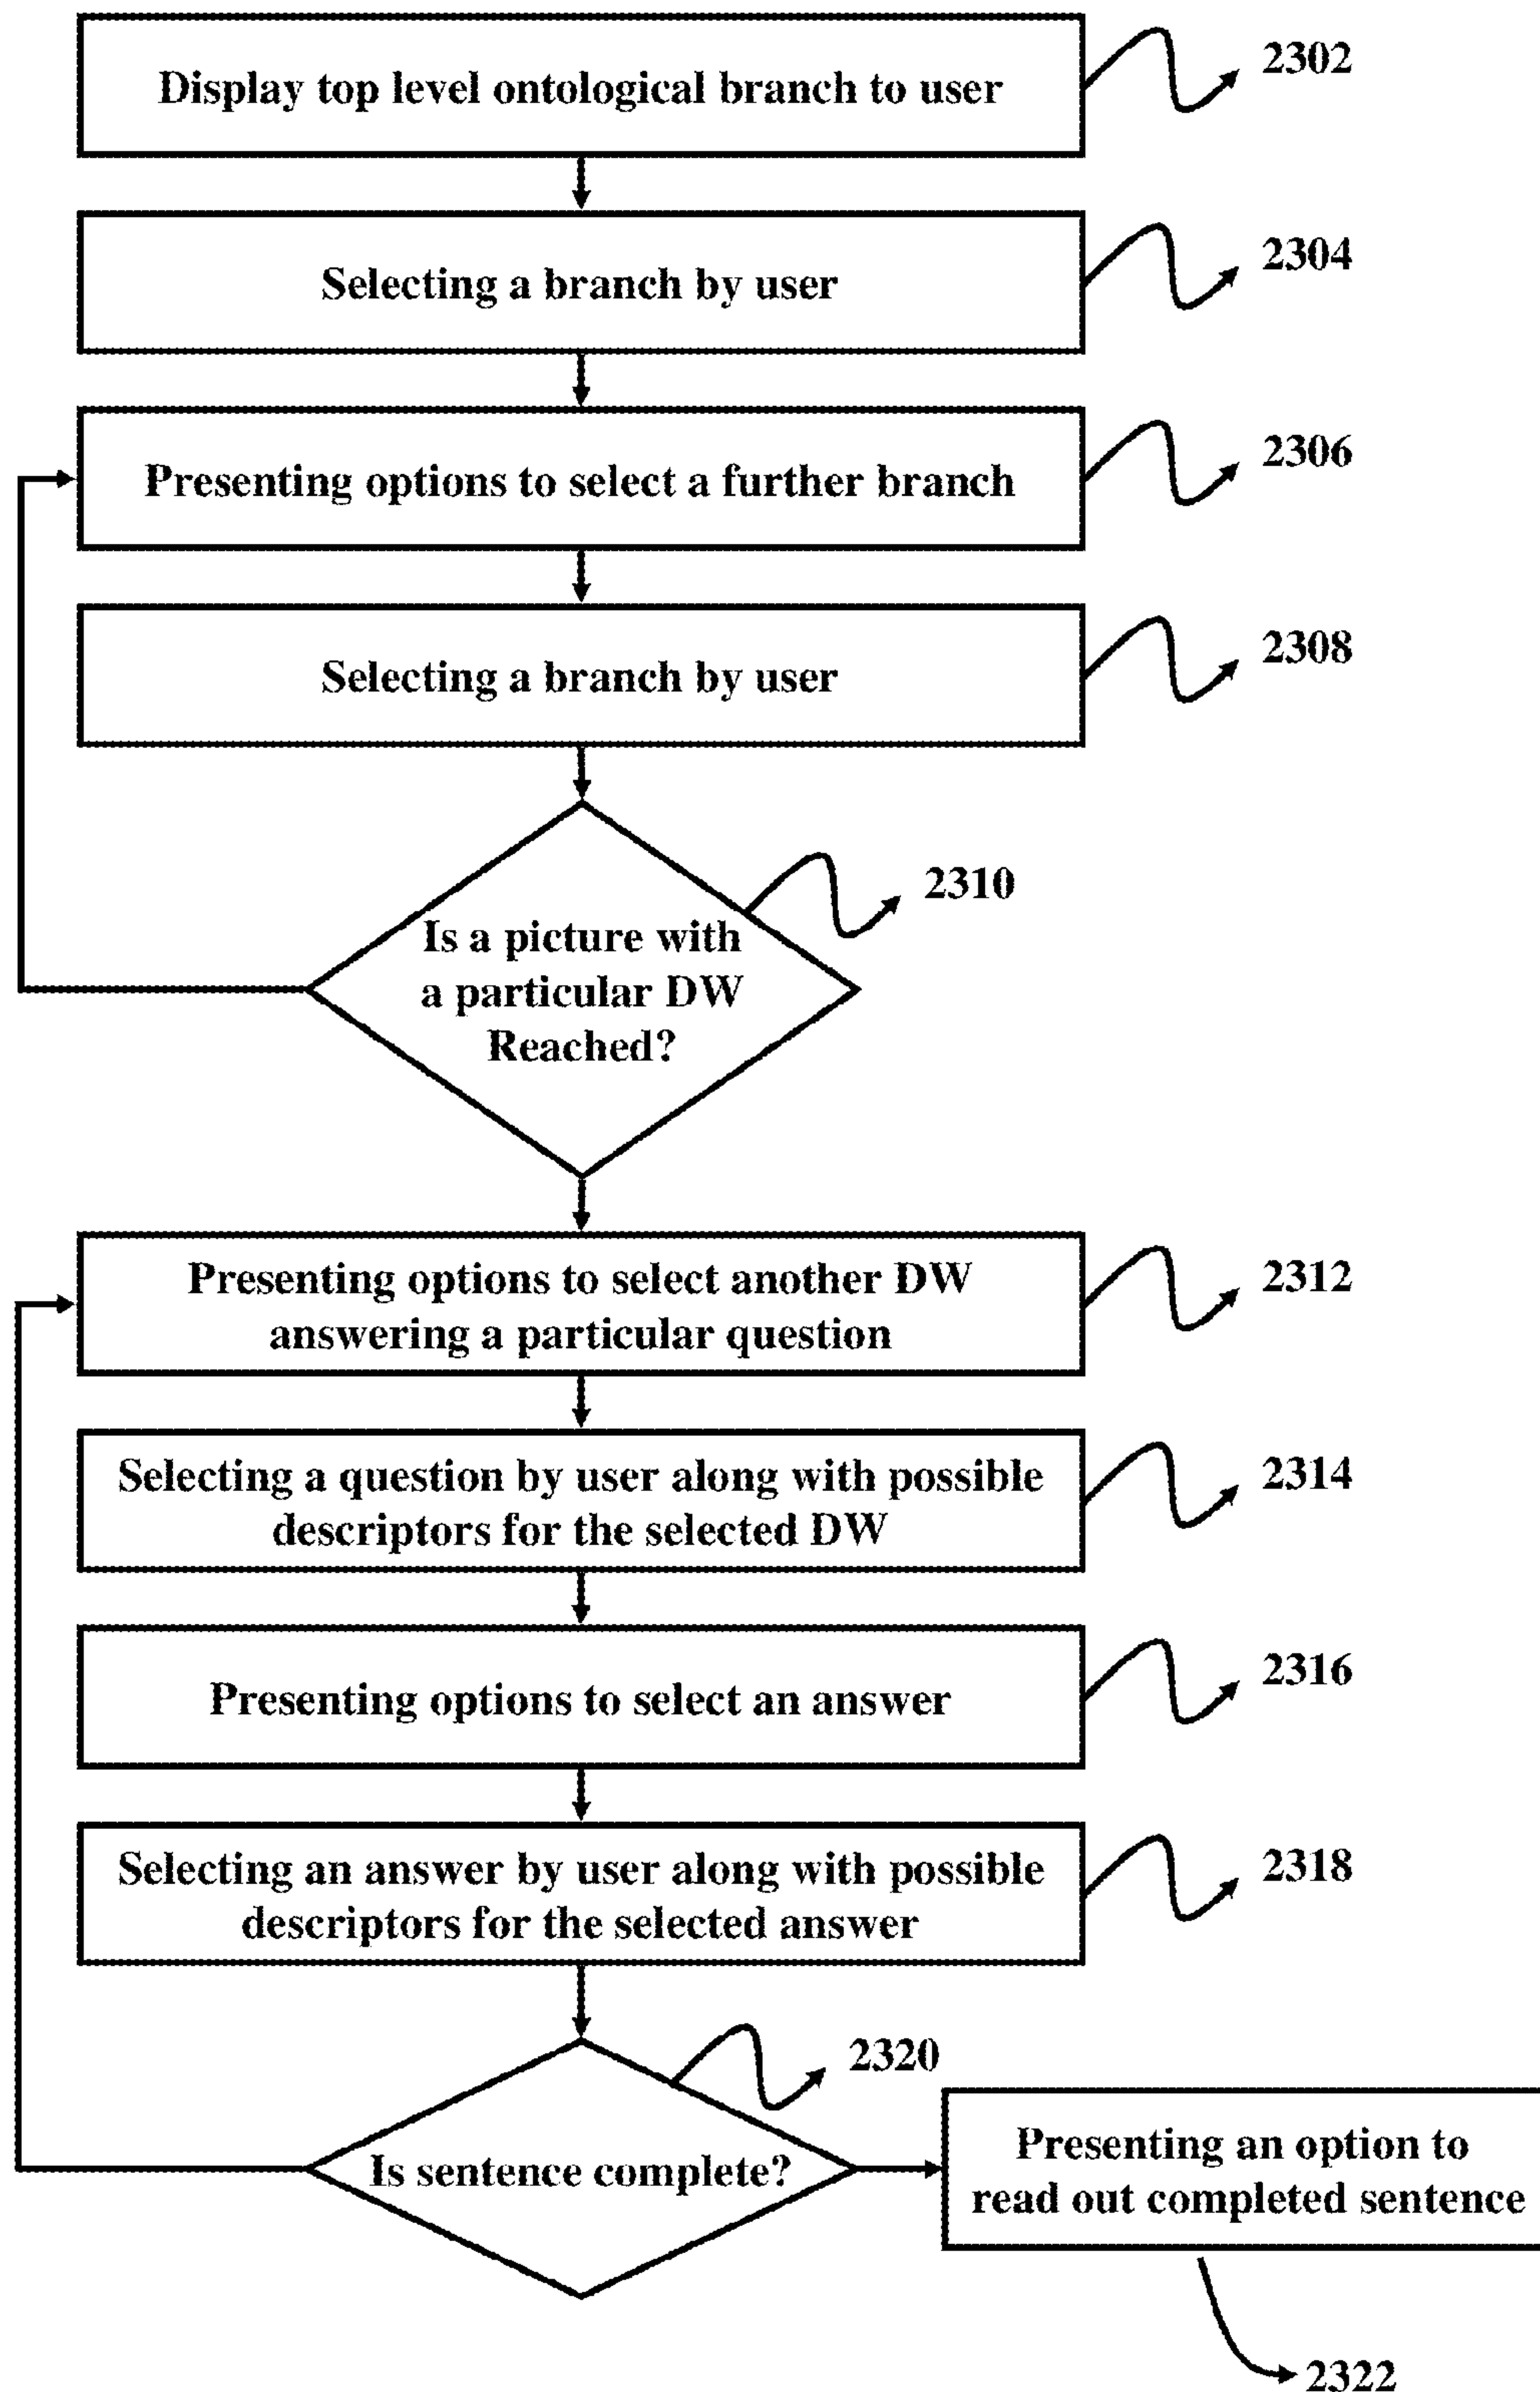 Display top level ontological branch to user
2302
Selecting a branch by user
2304
Presenting options to select a further branch
2306
Selecting a branch by user
2308
2310
Is a picture with
a particular DW
Reached?
Presenting options to select another DW
answering a particular question
2312
Selecting a question by user along with possible
descriptors for the selected DW
2314
Presenting options to select an answer
2316
Selecting an answer by user along with possible
descriptors for the selected answer
2318
2320
Is sentence complete?
Presenting an option to
read out completed sentence
2322